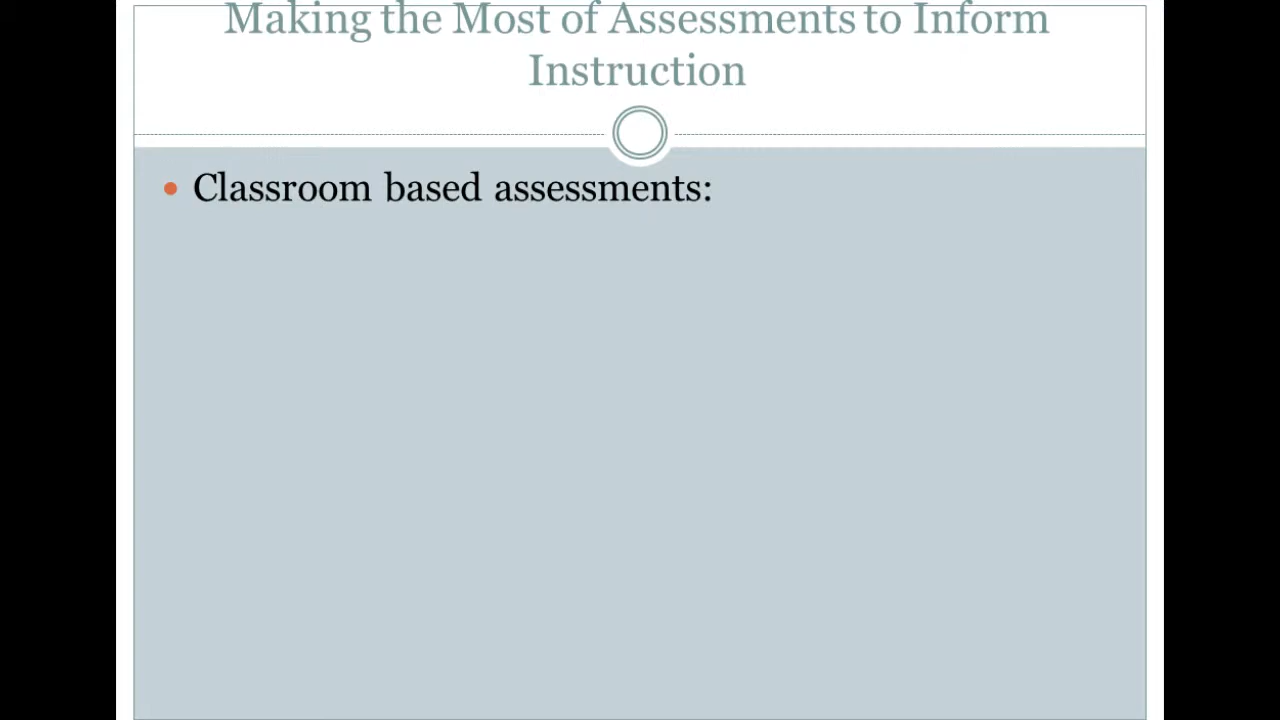 Making the Most of Assessments to Inform
Instruction
Classroom based assessments: